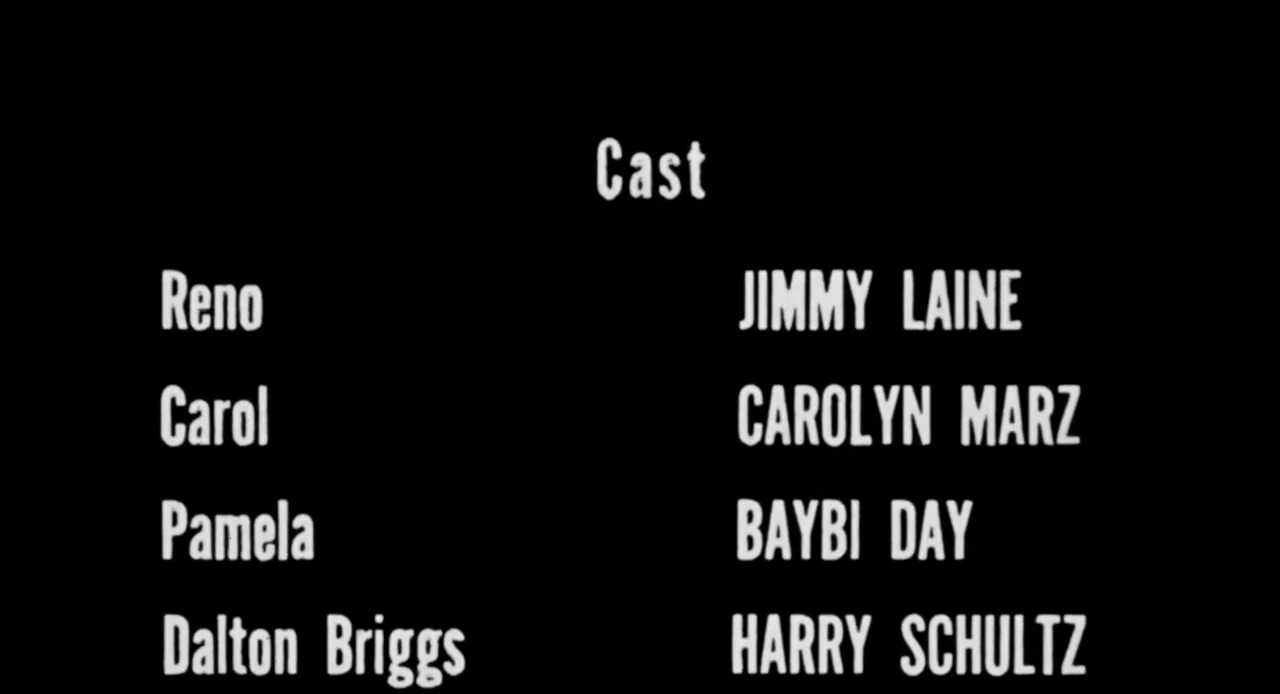 Cast
Reno JIMMY LAINE
Carol CAROLYN MARZ
Pamela BAYBI DAY
Dalton Briggs HARRY SCHULTZ